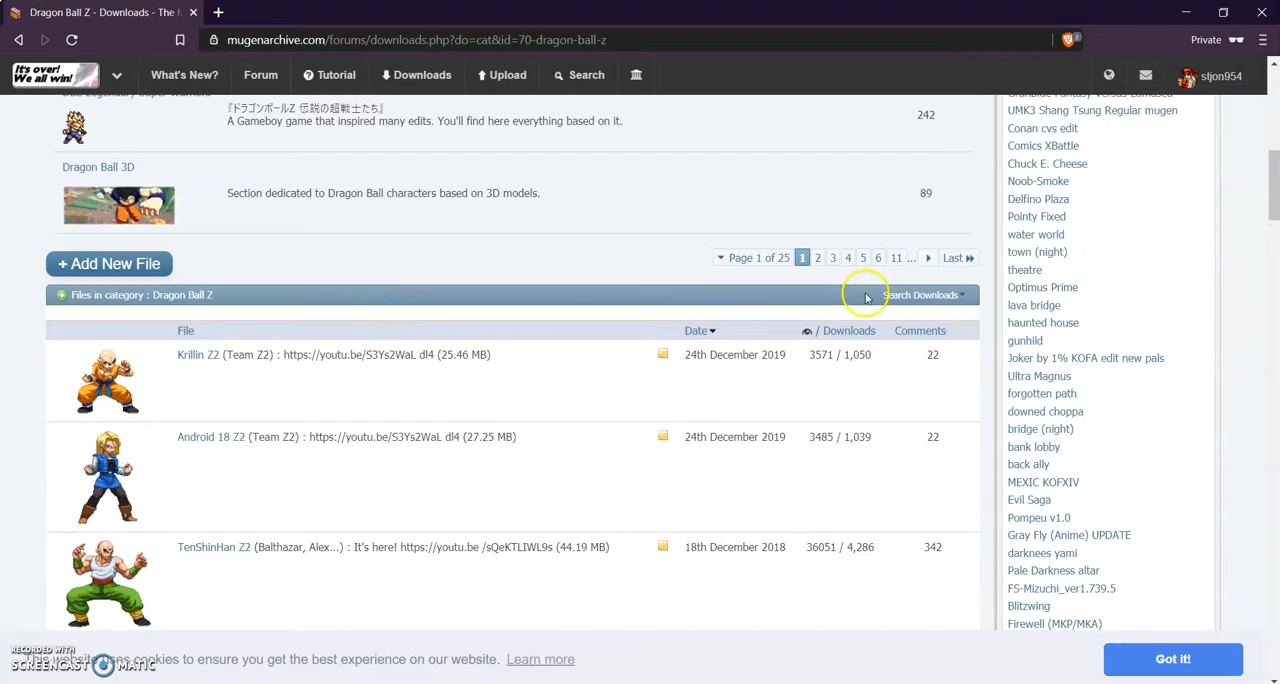 Dragon Ball Z - Downloads - The M
mugenarchive.com/forums/downloads.php?do=cat&id=70-dragon-ball-z
2
Private
It's over!
We all win!
What's New?
Forum
Tutorial
Downloads
Upload
Search
stjon954
DBZ Legendary Super Warriors
『ドラゴンボールZ 伝説の超戦士たち』
A Gameboy game that inspired many edits. You'll find here everything based on it.
242
Dragon Ball 3D
Section dedicated to Dragon Ball characters based on 3D models.
89
+ Add New File
Page 1 of 25 1 2 3 4 5 6 11 ... Last
Files in category : Dragon Ball Z
Search Downloads
File
Date
/ Downloads
Comments
Krillin Z2 (Team Z2) : https://youtu.be/S3Ys2WaL dl4 (25.46 MB)
24th December 2019
3571 / 1,050
22
Android 18 Z2 (Team Z2) : https://youtu.be/S3Ys2WaL dl4 (27.25 MB)
24th December 2019
3485 / 1,039
22
TenShinHan Z2 (Balthazar, Alex...) : It's here! https://youtu.be /sQeKTLIWL9s (44.19 MB)
18th December 2018
36051 / 4,286
342
GranBlue Fantasy Versus Lamused
UMK3 Shang Tsung Regular mugen
Conan cvs edit
Comics XBattle
Chuck E. Cheese
Noob-Smoke
Delfino Plaza
Pointy Fixed
water world
town (night)
theatre
Optimus Prime
lava bridge
haunted house
gunhild
Joker by 1% KOFA edit new pals
Ultra Magnus
forgotten path
downed choppa
bridge (night)
bank lobby
back ally
MEXIC KOFXIV
Evil Saga
Pompeu v1.0
Gray Fly (Anime) UPDATE
darknees yami
Pale Darkness altar
FS-Mizuchi_ver1.739.5
Blitzwing
Firewell (MKP/MKA)
This website uses cookies to ensure you get the best experience on our website. Learn more
Got it!
RECORDED WITH
SCREENCAST MATIC